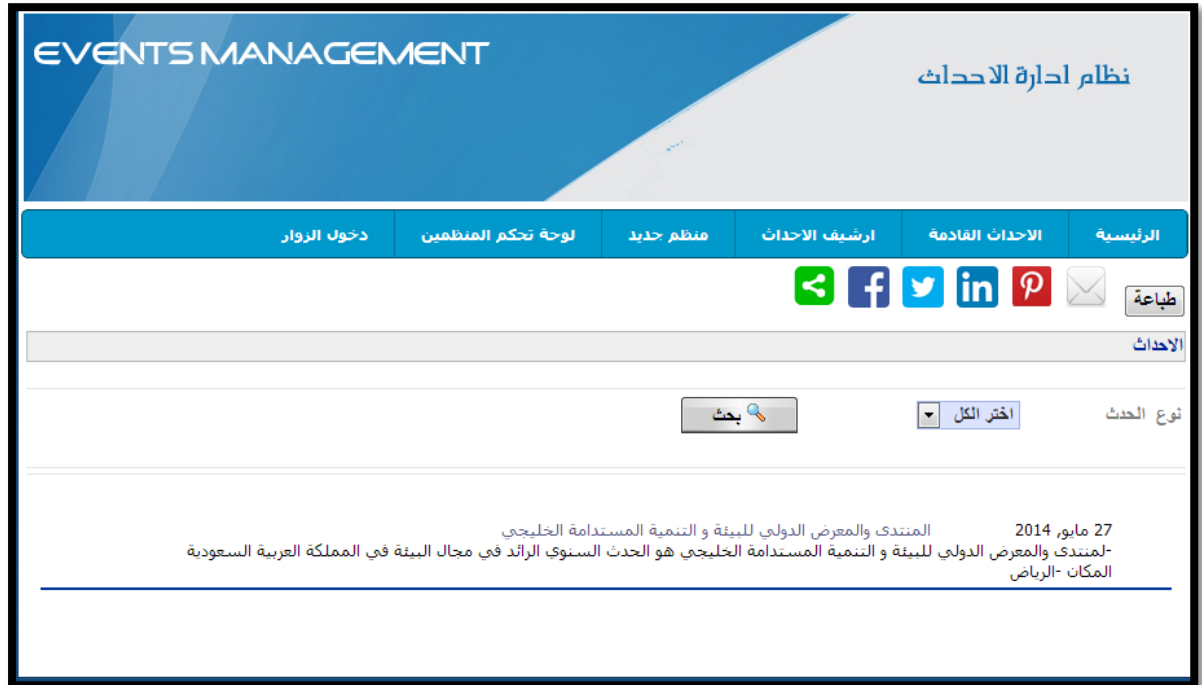 EVENTS MANAGEMENT
نظام ادارة الاحداث
الرئيسية
الاحداث القادمة
ارشيف الاحداث
منظم جديد
لوحة تحكم المنظمين
دخول الزوار
طباعة
الاحداث
نوع الحدث
اختر الكل
بحث
27 مايو, 2014 المنتدى والمعرض الدولي للبيئة و التنمية المستدامة الخليجي
-لمنتدى والمعرض الدولي للبيئة و التنمية المستدامة الخليجي هو الحدث السنوي الرائد في مجال البيئة في المملكة العربية السعودية
المكان -الرياض